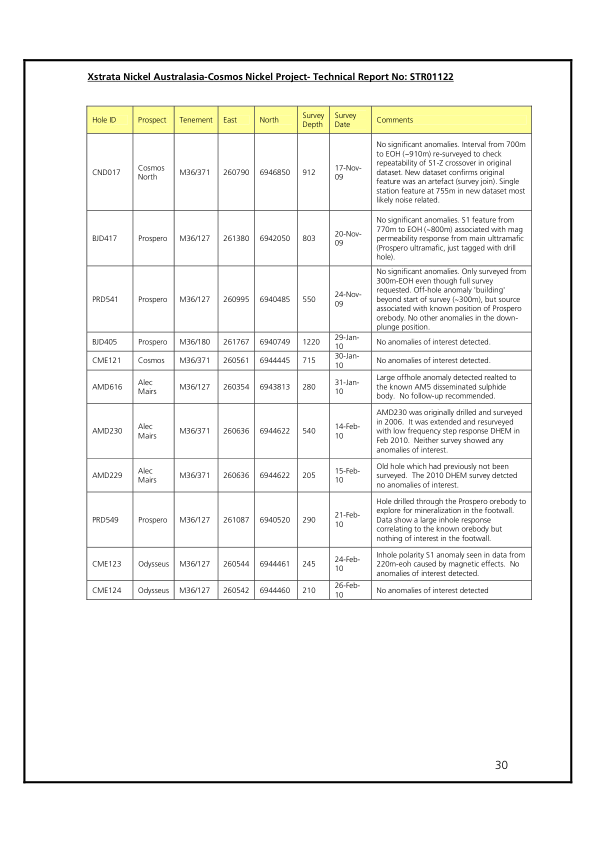 Xstrata Nickel Australasia-Cosmos Nickel Project- Technical Report No: STR01122
Hole ID Prospect Tenement East North Survey Depth Survey Date Comments
CND017 Cosmos North M36/371 260790 6946850 912 17-Nov-09
No significant anomalies. Interval from 700m
to EOH (~910m) re-surveyed to check
repeatability of S1-Z crossover in original
dataset. New dataset confirms original
feature was an artefact (survey join). Single
station feature at 755m in new dataset most
likely noise related.
BJD417 Prospero M36/127 261380 6942050 803 20-Nov-09
No significant anomalies. S1 feature from
770m to EOH (~800m) associated with mag
permeability response from main ultramafic
(Prospero ultramafic, just tagged with drill
hole).
PRD541 Prospero M36/127 260995 6940485 550 24-Nov-09
No significant anomalies. Only surveyed from
300m-EOH even though full survey
requested. Off-hole anomaly 'building'
beyond start of survey (~300m), but source
associated with known position of Prospero
orebody. No other anomalies in the down-
plunge position.
BJD405 Prospero M36/180 261767 6940749 1220 29-Jan-10 No anomalies of interest detected.
CME121 Cosmos M36/371 260561 6944445 715 30-Jan-10 No anomalies of interest detected.
AMD616 Alec Mairs M36/127 260354 6943813 280 31-Jan-10
Large offhole anomaly detected realted to
the known AM5 disseminated sulphide
body. No follow-up recommended.
AMD230 Alec Mairs M36/371 260636 6944622 540 14-Feb-10
AMD230 was originally drilled and surveyed
in 2006. It was extended and resurveyed
with low frequency step response DHEM in
Feb 2010. Neither survey showed any
anomalies of interest.
AMD229 Alec Mairs M36/371 260636 6944622 205 15-Feb-10
Old hole which had previously not been
surveyed. The 2010 DHEM survey detcted
no anomalies of interest.
PRD549 Prospero M36/127 261087 6940520 290 21-Feb-10
Hole drilled through the Prospero orebody to
explore for mineralization in the footwall.
Data show a large inhole response
correlating to the known orebody but
nothing of interest in the footwall.
CME123 Odysseus M36/127 260544 6944461 245 24-Feb-10
Inhole polarity S1 anomaly seen in data from
220m-eoh caused by magnetic effects. No
anomalies of interest detected.
CME124 Odysseus M36/127 260542 6944460 210 26-Feb-10 No anomalies of interest detected
30